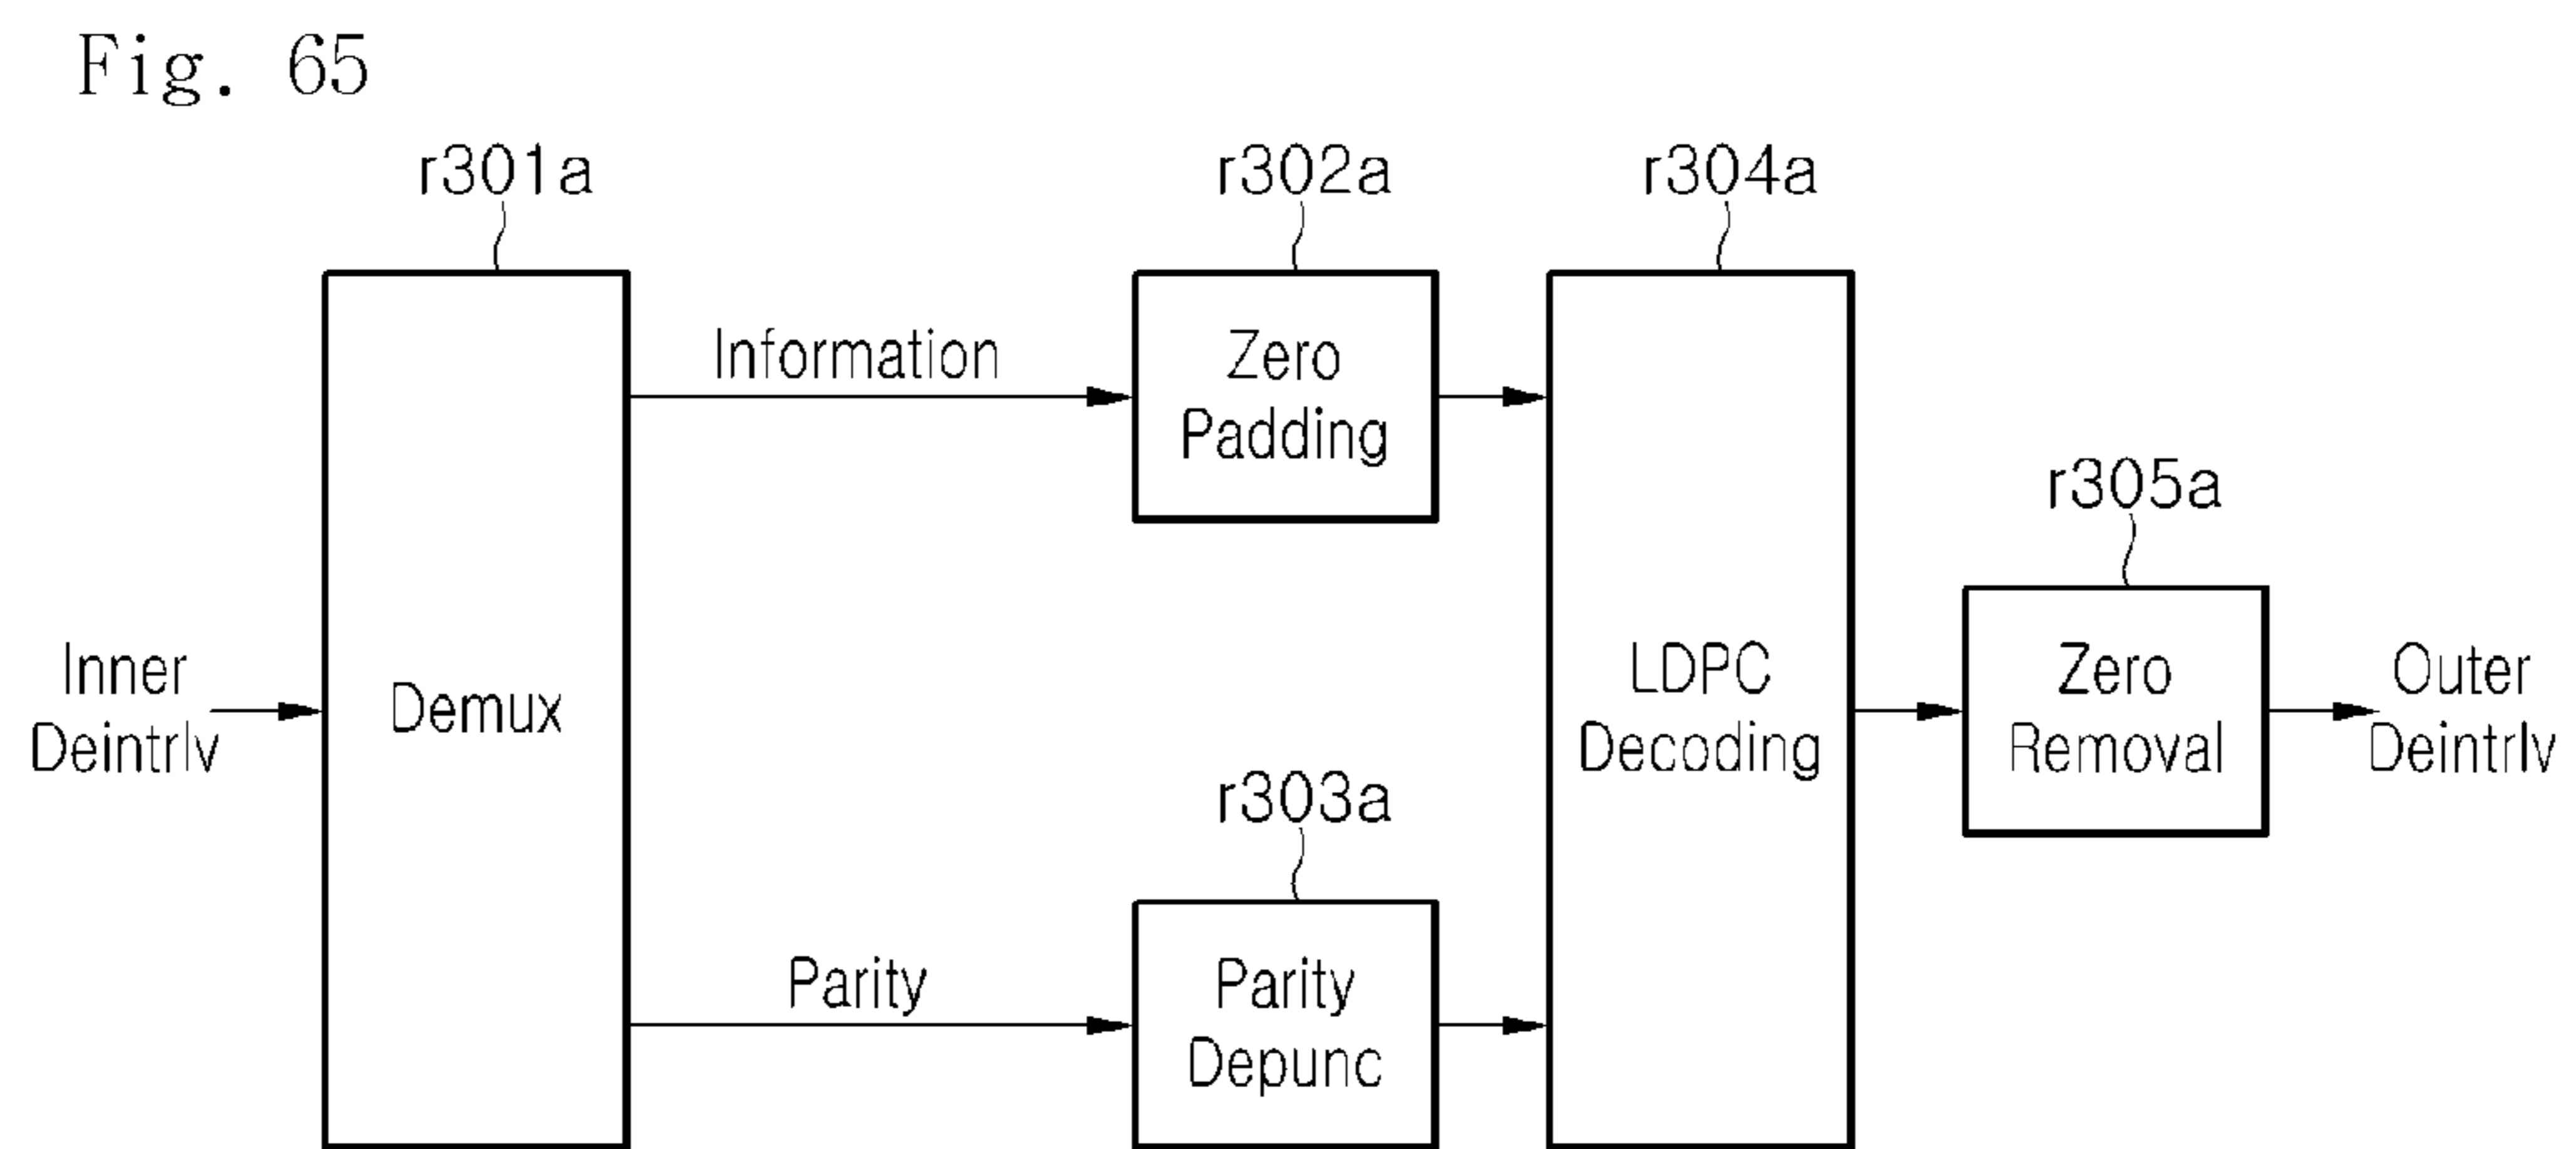 Fig. 65
r301a
r302a
r304a
Information
Zero
Padding
r305a
Inner
Deintrlv
Demux
LDPC
Decoding
Zero
Removal
Outer
Deintrlv
r303a
Parity
Parity
Depunc